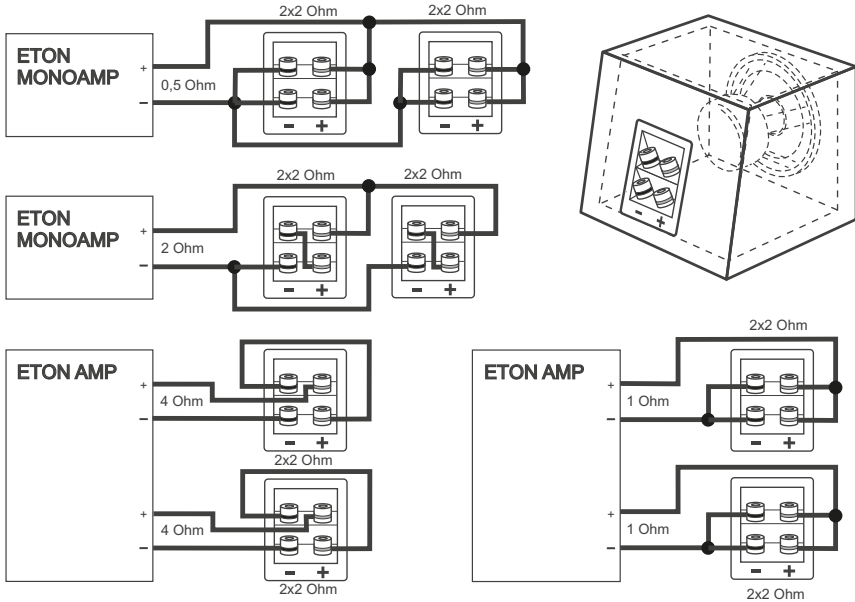 2x2 Ohm 2x2 Ohm
ETON
MONOAMP
+
0,5 Ohm
−
− +
− +
− +
2x2 Ohm 2x2 Ohm
ETON
MONOAMP
+
2 Ohm
−
− +
− +
ETON AMP
+
4 Ohm
−
− +
2x2 Ohm
+
4 Ohm
−
− +
2x2 Ohm
2x2 Ohm
ETON AMP
+
1 Ohm
−
− +
+
1 Ohm
−
− +
2x2 Ohm